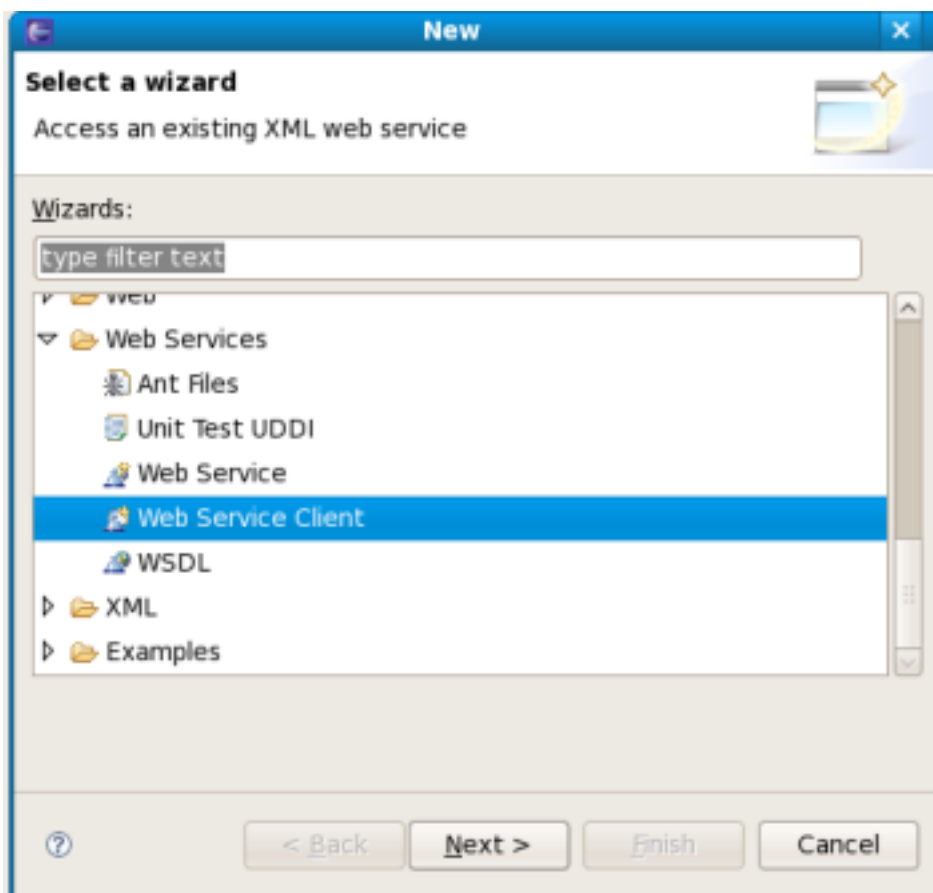 New
Select a wizard
Access an existing XML web service
Wizards:
type filter text
Web
Web Services
Ant Files
Unit Test UDDI
Web Service
Web Service Client
WSDL
XML
Examples
< Back Next > Finish Cancel